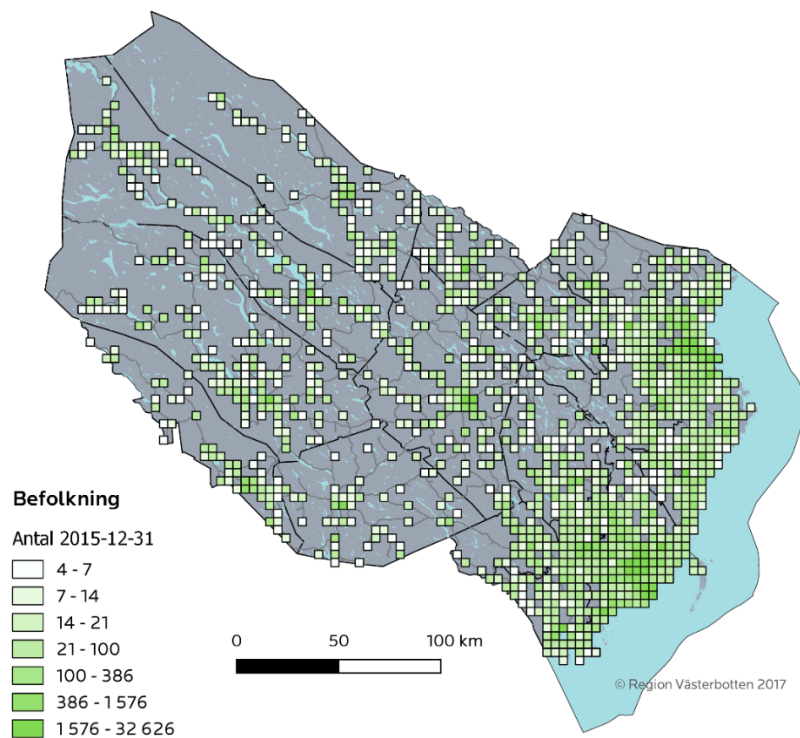 Befolkning
Antal 2015-12-31
4 - 7
7 - 14
14 - 21
21 - 100
100 - 386
386 - 1 576
1 576 - 32 626
0 50 100 km
© Region Västerbotten 2017